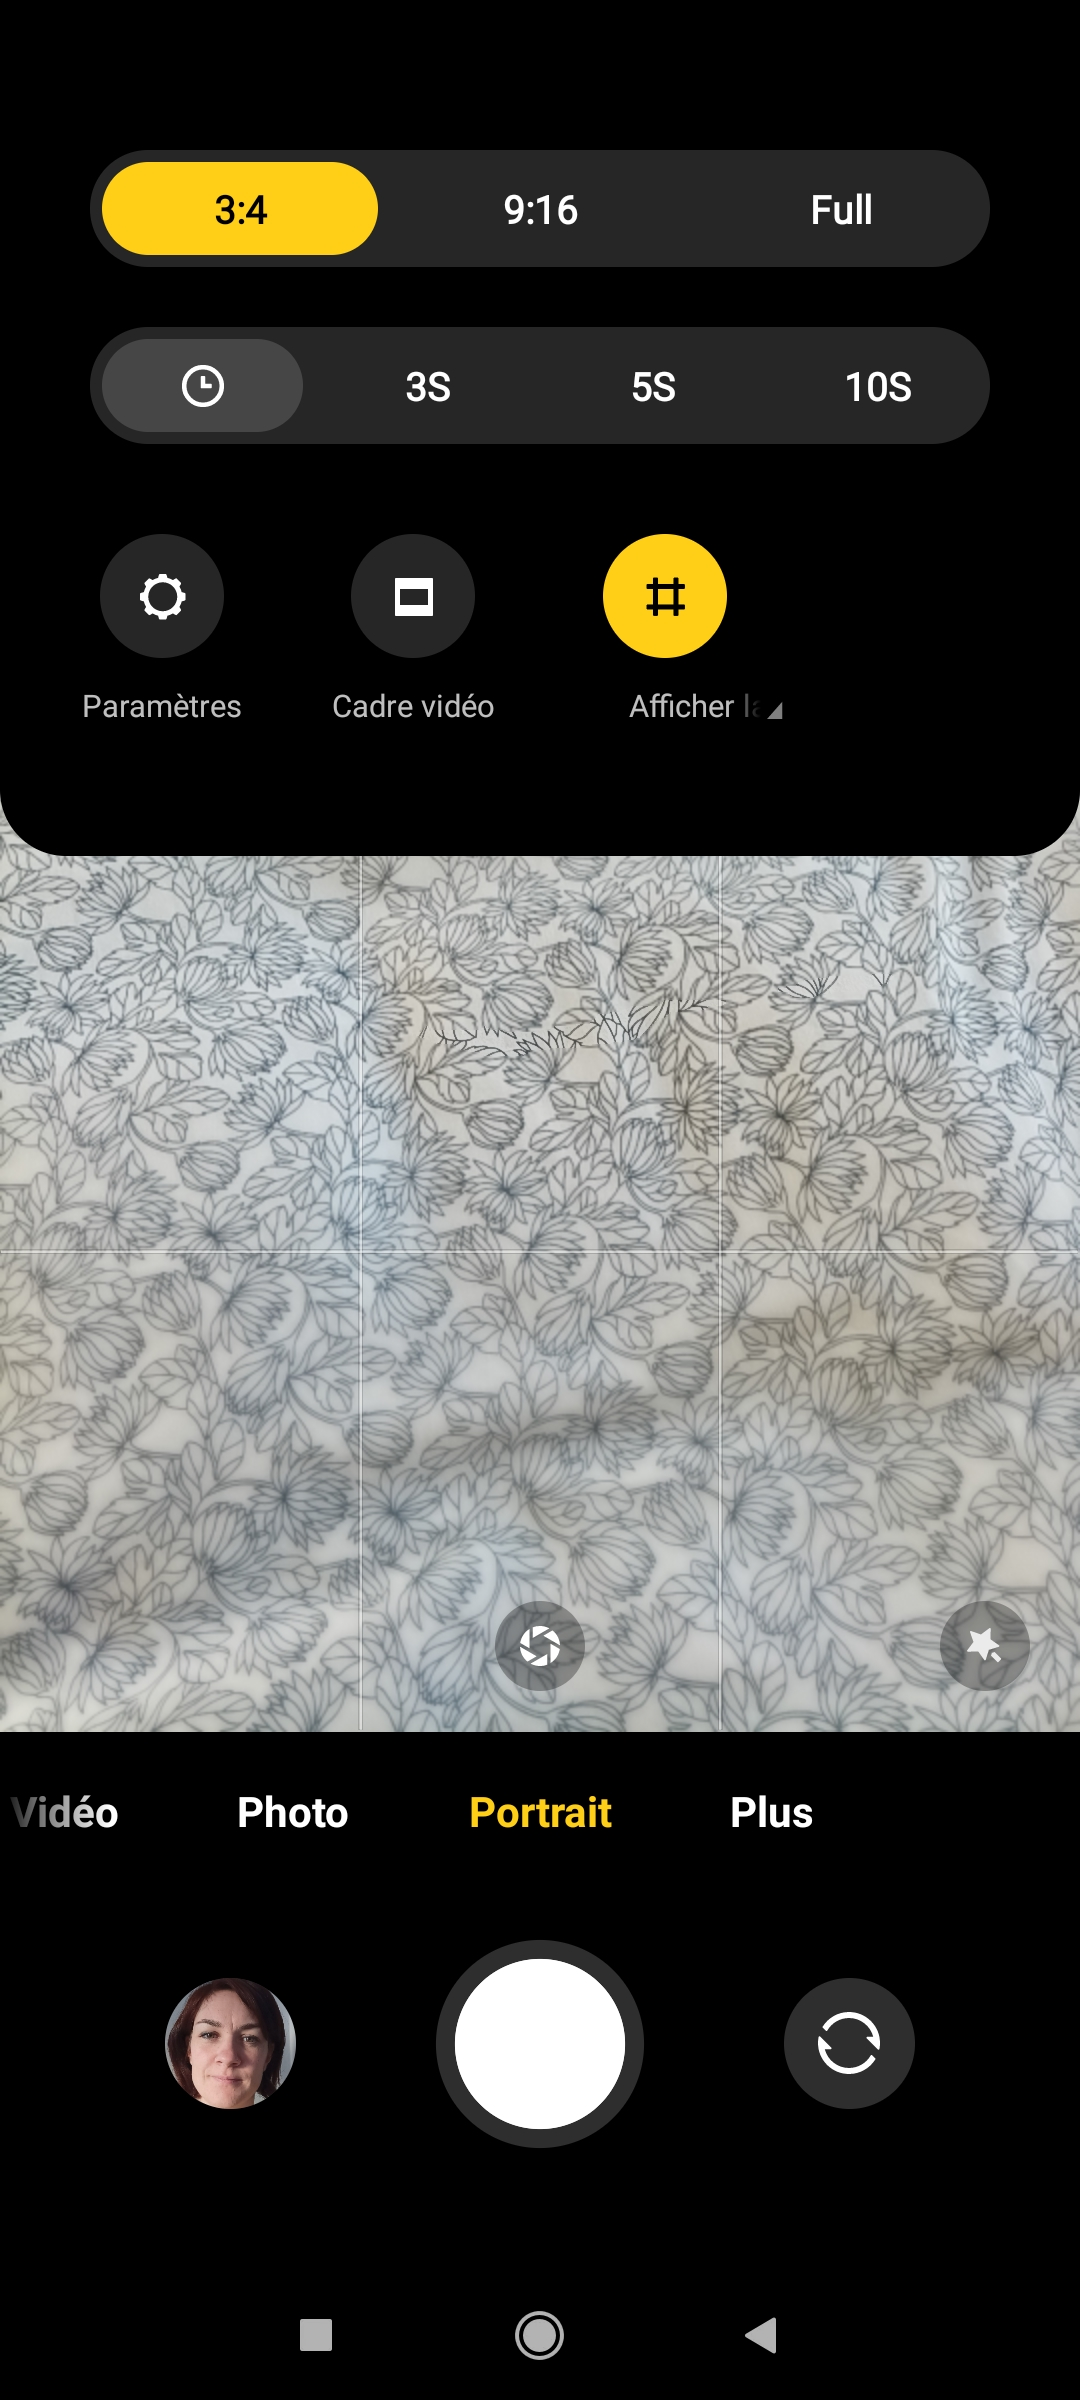 3:4 9:16 Full
3S 5S 10S
Paramètres Cadre vidéo Afficher
Vidéo Photo Portrait Plus